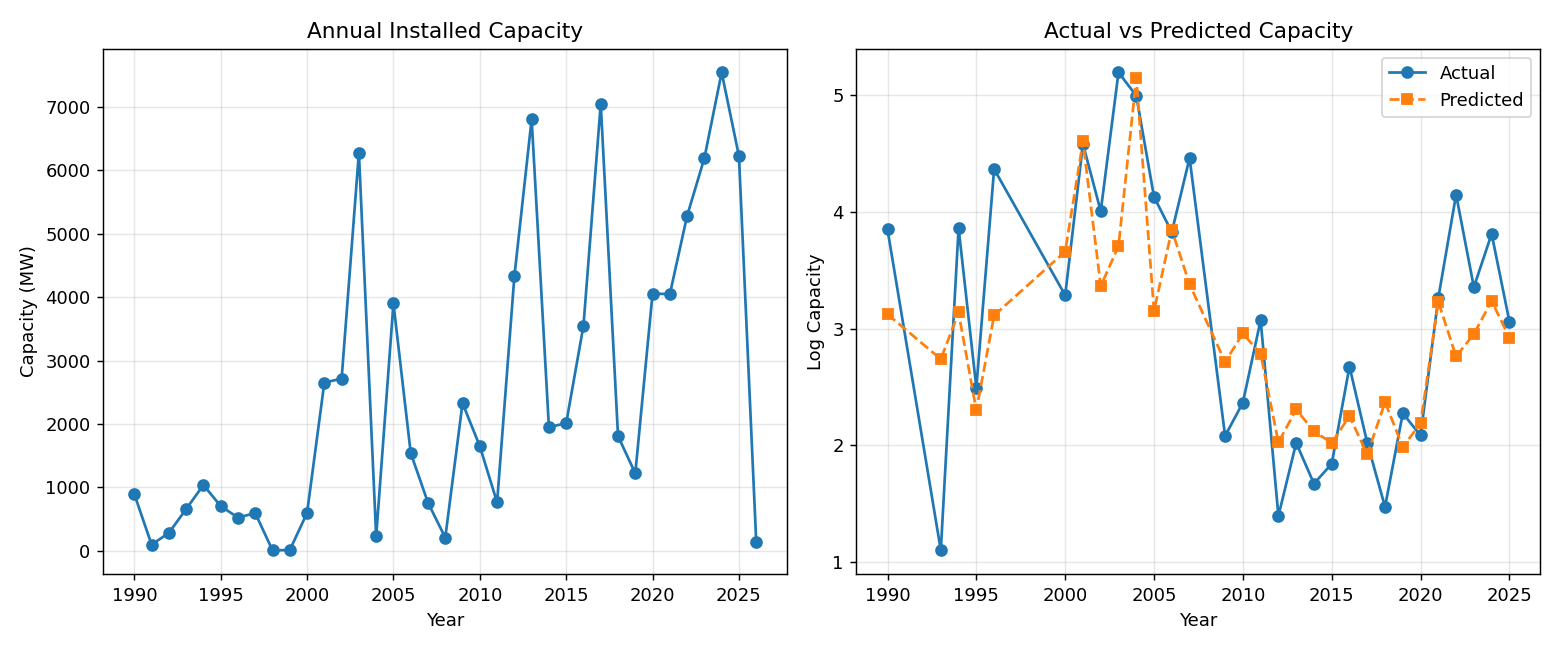 Annual Installed Capacity
Capacity (MW)
7000
6000
5000
4000
3000
2000
1000
0
1990 1995 2000 2005 2010 2015 2020 2025
Year
Actual vs Predicted Capacity
Actual
Predicted
Log Capacity
5
4
3
2
1
1990 1995 2000 2005 2010 2015 2020 2025
Year